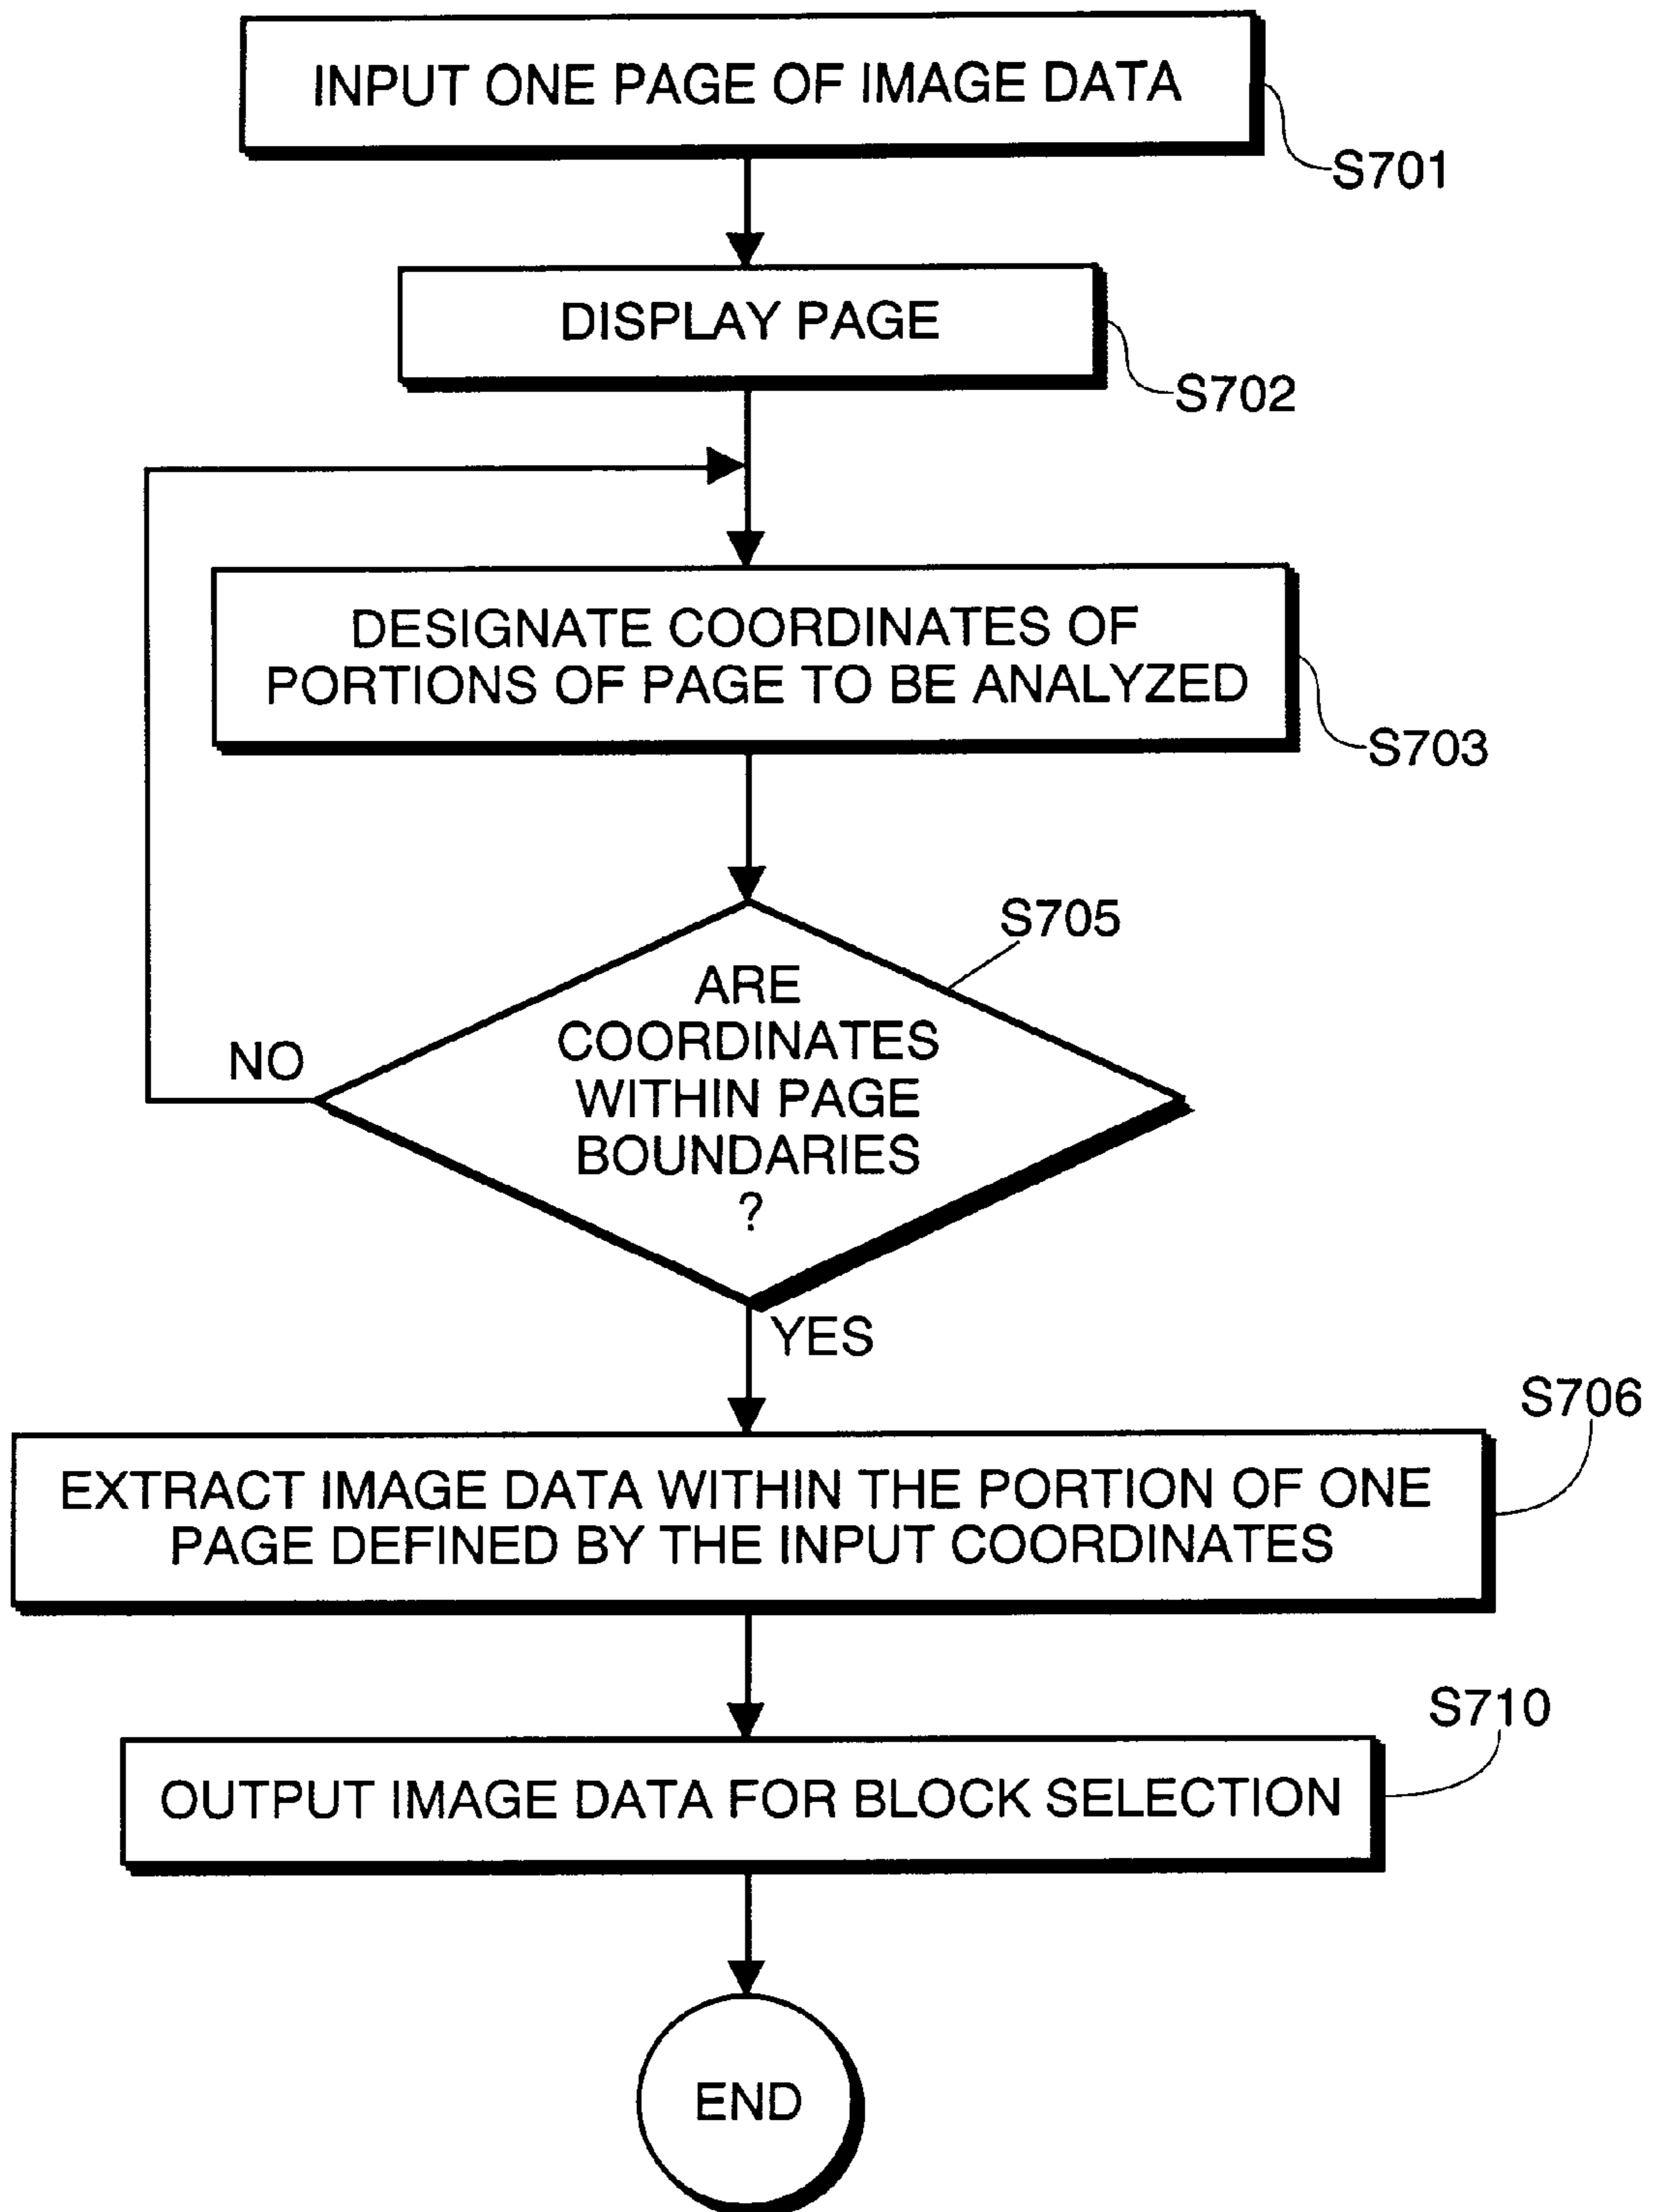 INPUT ONE PAGE OF IMAGE DATA
S701
DISPLAY PAGE
S702
DESIGNATE COORDINATES OF
PORTIONS OF PAGE TO BE ANALYZED
S703
S705
ARE
COORDINATES
WITHIN PAGE
BOUNDARIES
?
NO
YES
S706
EXTRACT IMAGE DATA WITHIN THE PORTION OF ONE
PAGE DEFINED BY THE INPUT COORDINATES
S710
OUTPUT IMAGE DATA FOR BLOCK SELECTION
END